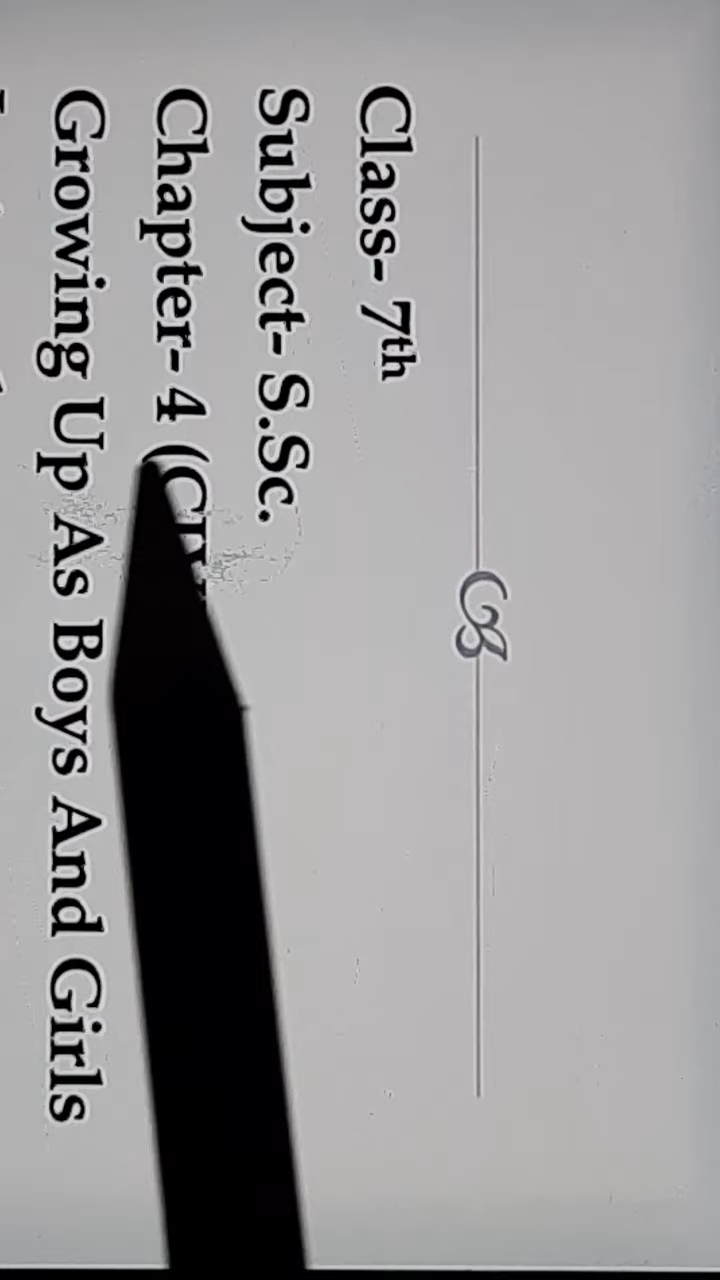 Class- 7th
Subject- S.Sc.
Chapter- 4
Growing Up As Boys And Girls